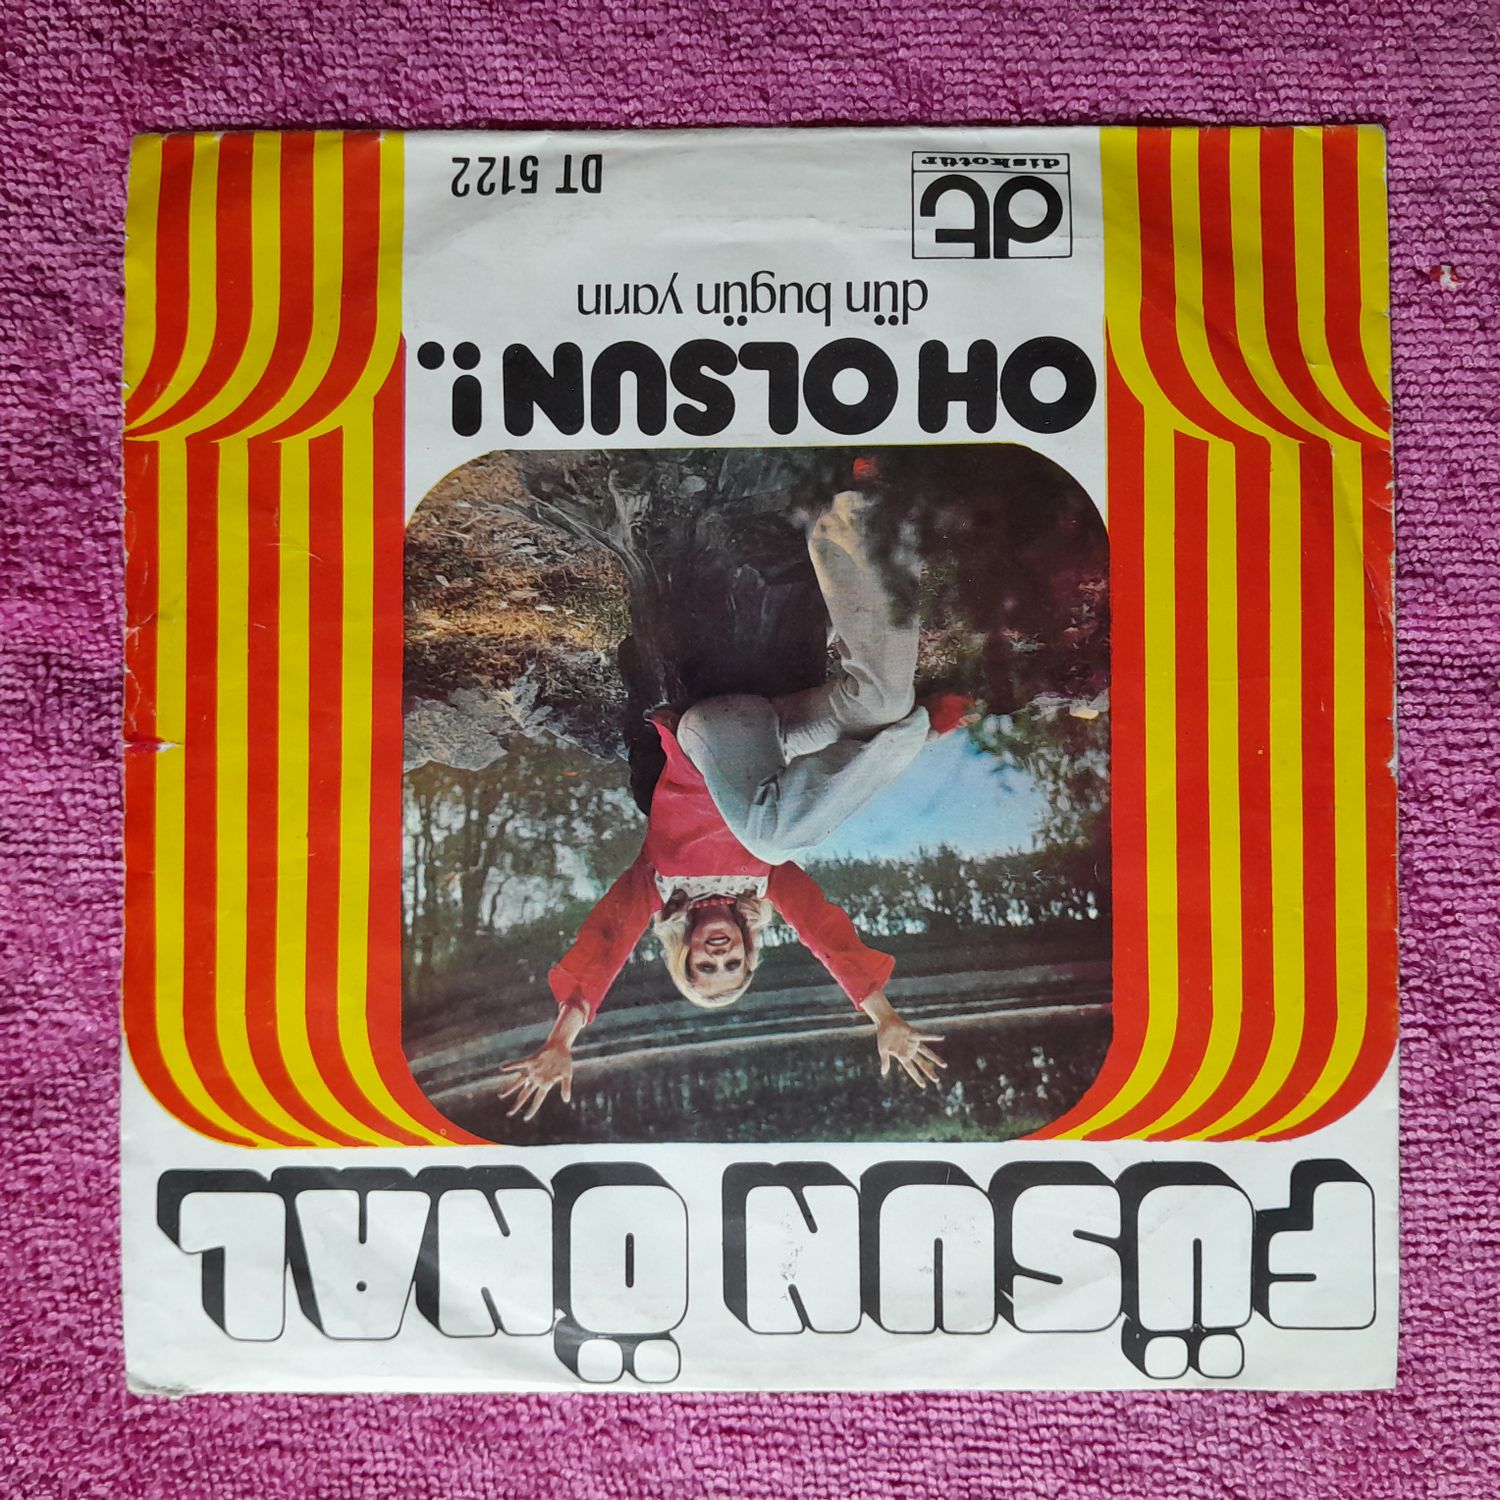 FÜSUN ÖNAL
OH OLSUN!..
dün bugün yarın
dt
diskotür
DT 5122